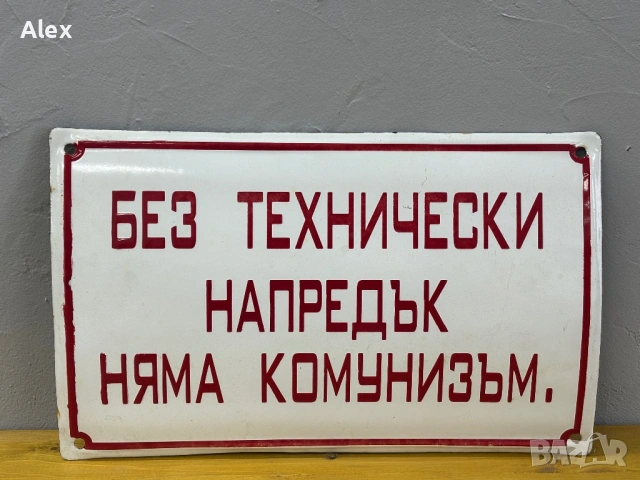 Alex
БЕЗ ТЕХНИЧЕСКИ
НАПРЕДЪК
НЯМА КОМУНИЗЪМ.
BAZAR